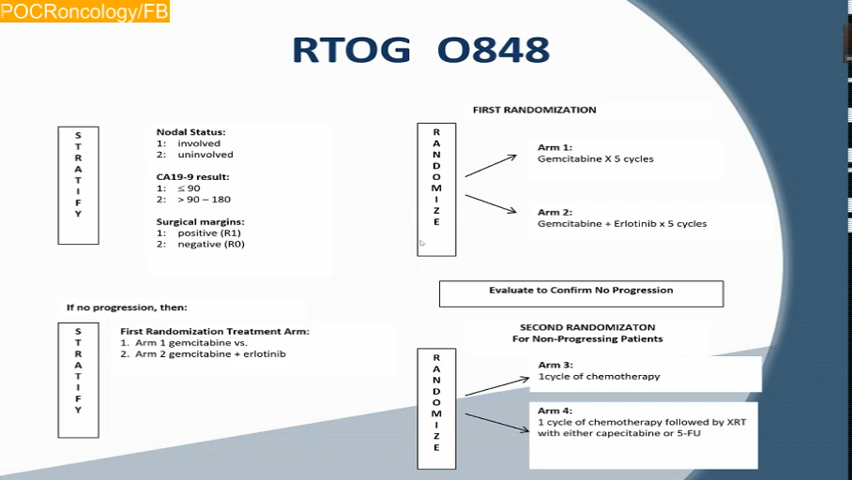 POCRoncology/FB
RTOG O848
S
T
R
A
T
I
F
Y
Nodal Status:
1: involved
2: uninvolved
CA19-9 result:
1: ≤ 90
2: > 90 – 180
Surgical margins:
1: positive (R1)
2: negative (R0)
FIRST RANDOMIZATION
R
A
N
D
O
M
I
Z
E
Arm 1:
Gemcitabine X 5 cycles
Arm 2:
Gemcitabine + Erlotinib x 5 cycles
Evaluate to Confirm No Progression
If no progression, then:
S
T
R
A
T
I
F
Y
First Randomization Treatment Arm:
1. Arm 1 gemcitabine vs.
2. Arm 2 gemcitabine + erlotinib
SECOND RANDOMIZATON
For Non-Progressing Patients
R
A
N
D
O
M
I
Z
E
Arm 3:
1cycle of chemotherapy
Arm 4:
1 cycle of chemotherapy followed by XRT
with either capecitabine or 5-FU